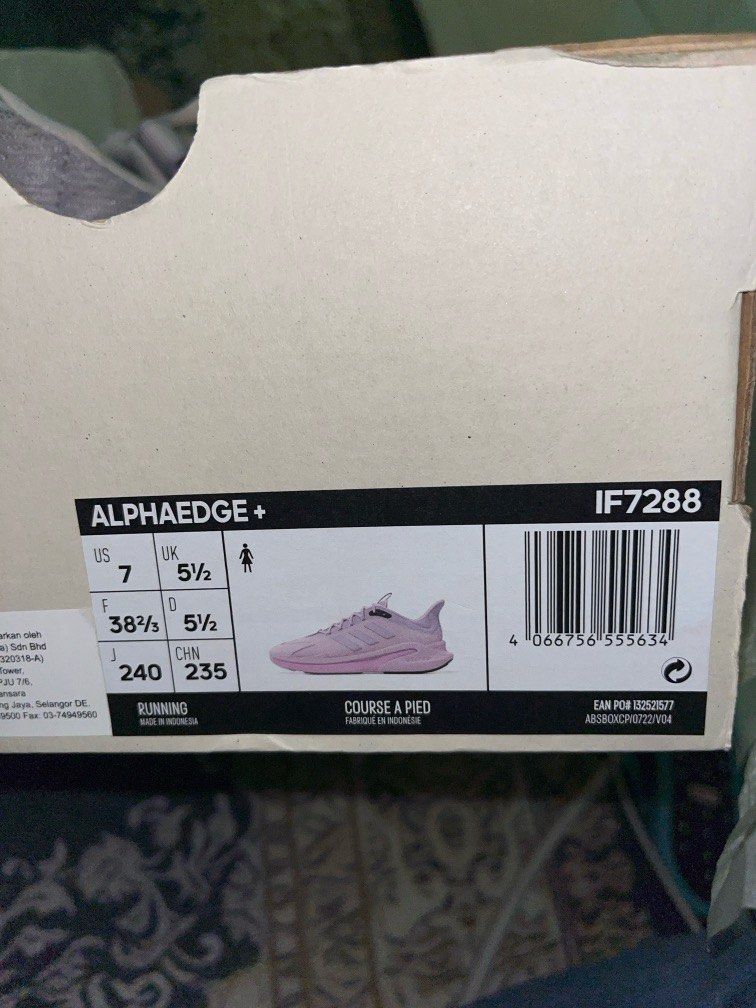 ALPHAEDGE + IF7288
US 7 UK 5½
F 38⅔ D 5½
J 240 CHN 235
4 066756 555634
RUNNING
MADE IN INDONESIA
COURSE A PIED
FABRIQUÉ EN INDONÉSIE
EAN PO# 132521577
ABSBOXCP/0722/V04
arkan oleh
a) Sdn Bhd
320318-A)
Tower,
PJU 7/6,
ansara
ng Jaya, Selangor DE.
9500 Fax: 03-74949560